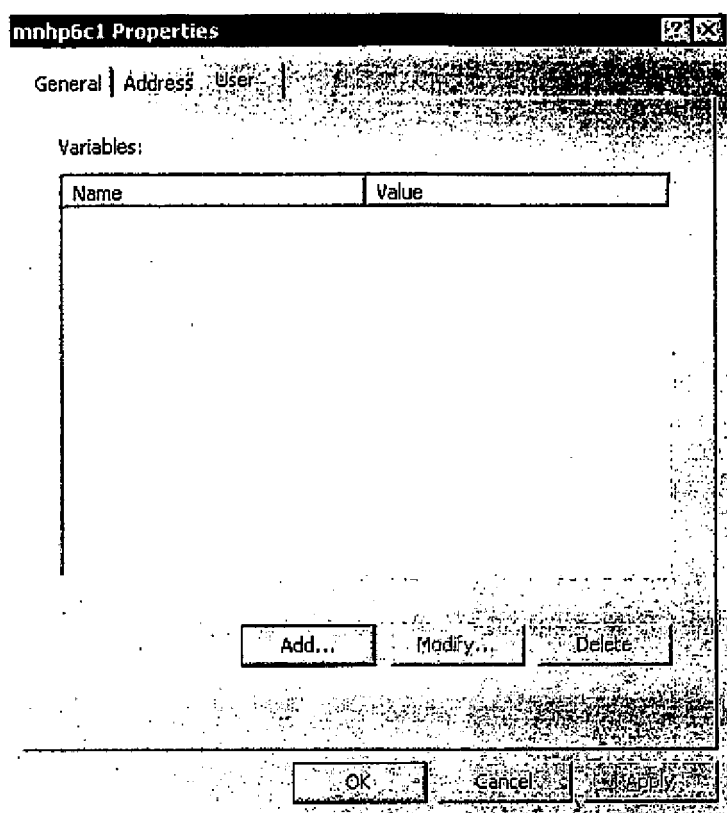 mnhp6c1 Properties
General Address User
Variables:
Name Value
Add... Modify... Delete
OK Cancel Apply